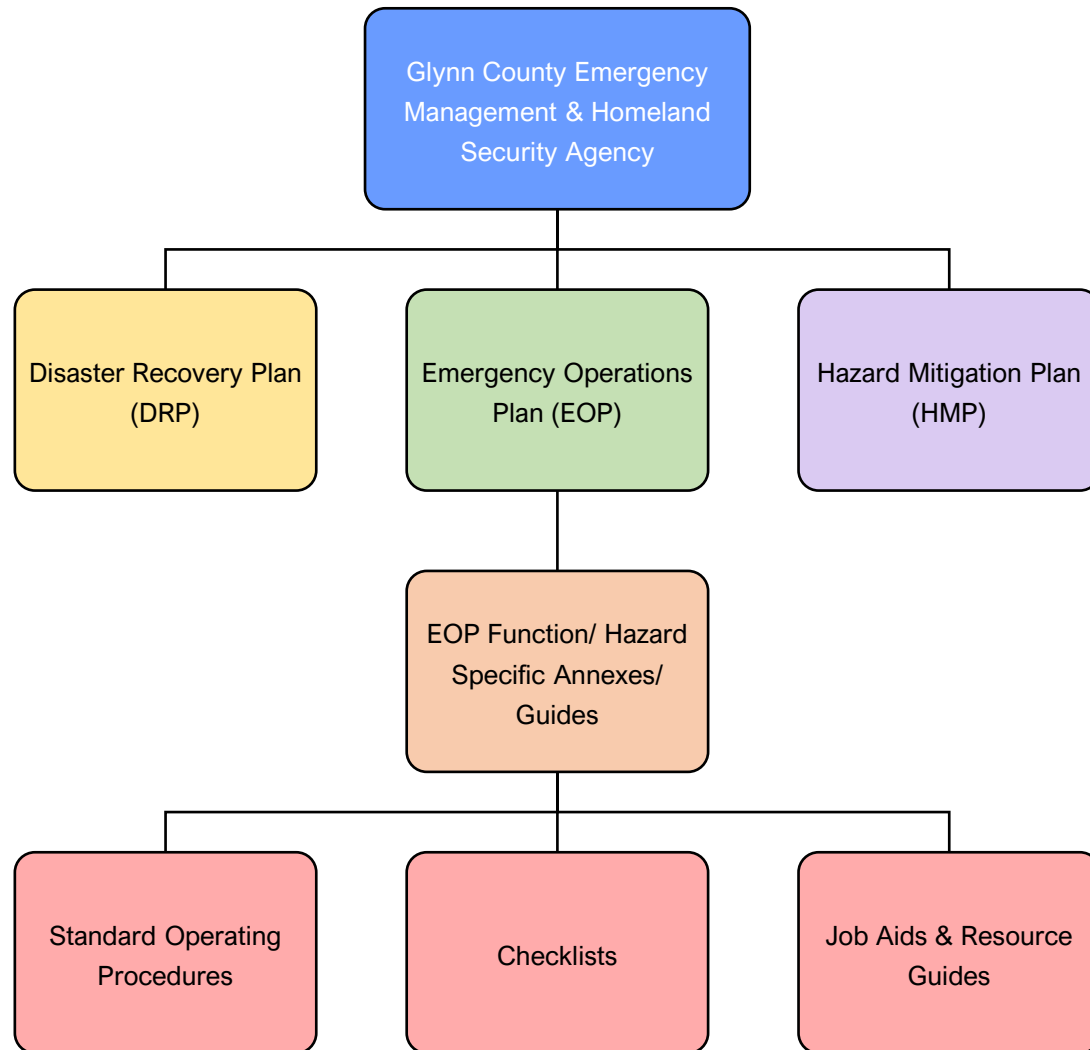 Glynn County Emergency
Management & Homeland
Security Agency
Disaster Recovery Plan
(DRP)
Emergency Operations
Plan (EOP)
Hazard Mitigation Plan
(HMP)
EOP Function/ Hazard
Specific Annexes/
Guides
Standard Operating
Procedures
Checklists
Job Aids & Resource
Guides